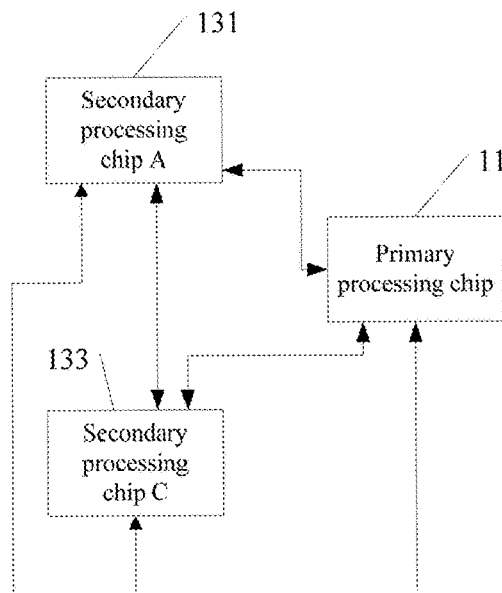 131
Secondary
processing
chip A
11
Primary
processing chip
133
Secondary
processing
chip C